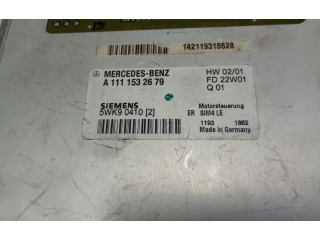 142119318628
MERCEDES-BENZ HW 02/01
A 111 153 26 79 FD 22W01
Q 01
SIEMENS Motorsteuerung
5WK9 0410 [2] ER SIM4 LE
1193 1862
Made in Germany